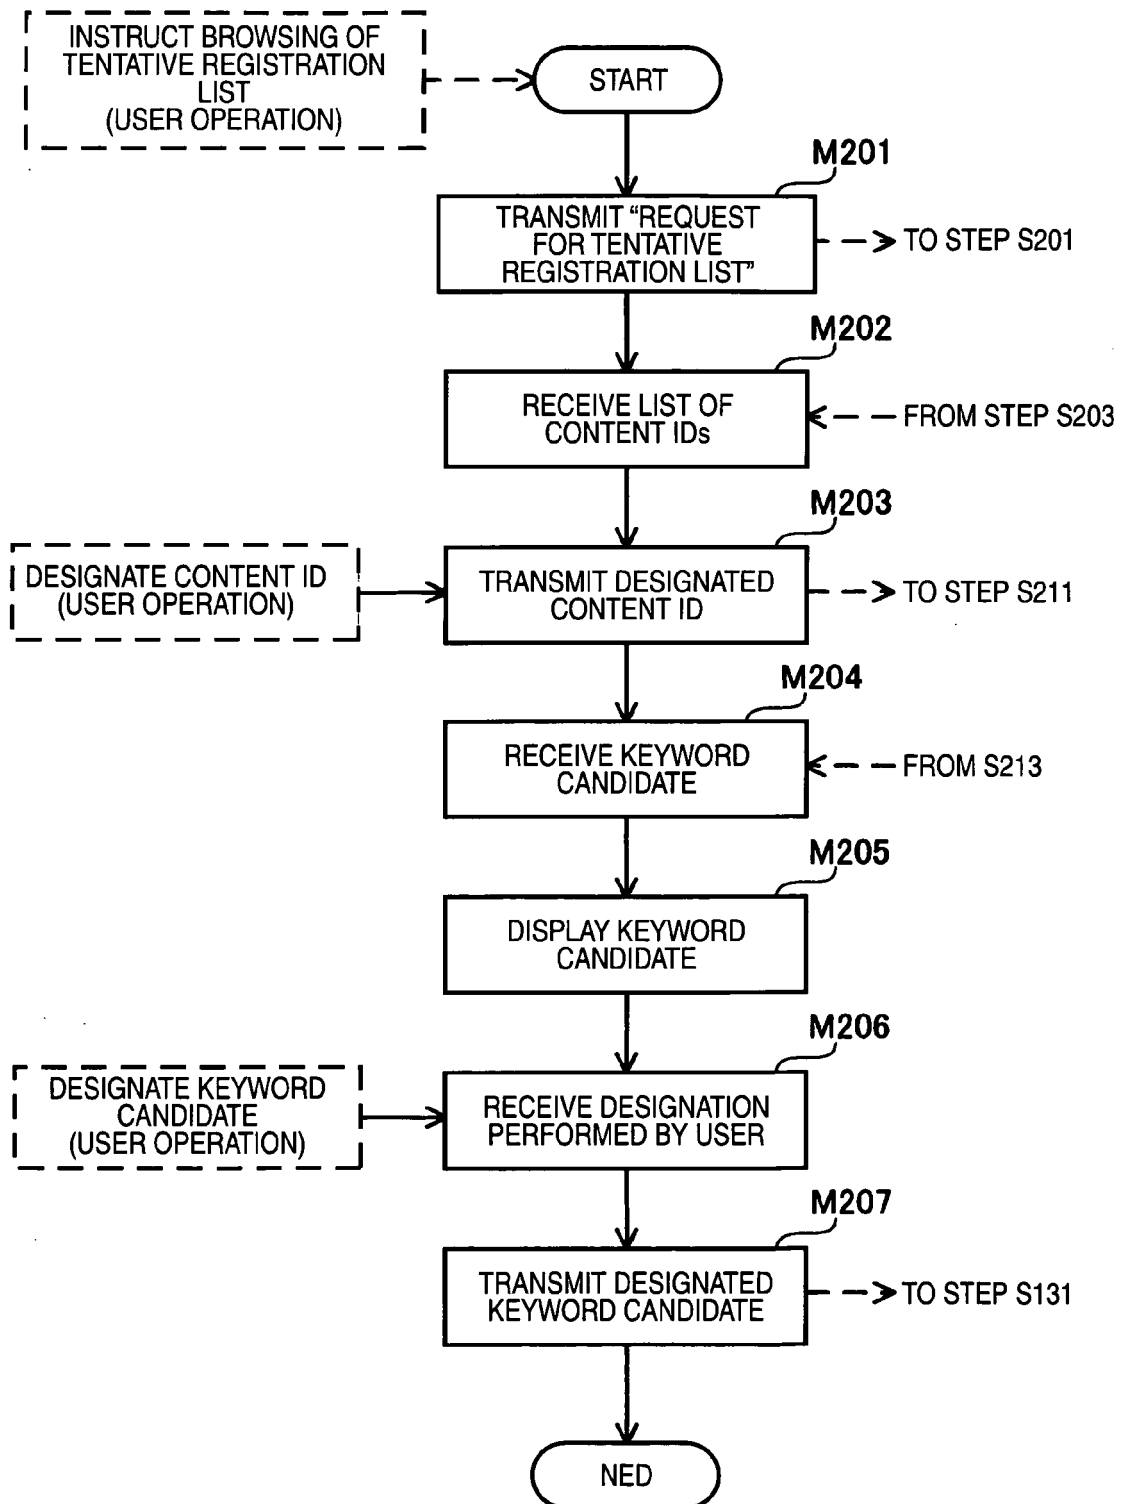 INSTRUCT BROWSING OF
TENTATIVE REGISTRATION
LIST
(USER OPERATION)
START
M201
TRANSMIT “REQUEST
FOR TENTATIVE
REGISTRATION LIST”
TO STEP S201
M202
RECEIVE LIST OF
CONTENT IDs
FROM STEP S203
M203
DESIGNATE CONTENT ID
(USER OPERATION)
TRANSMIT DESIGNATED
CONTENT ID
TO STEP S211
M204
RECEIVE KEYWORD
CANDIDATE
FROM S213
M205
DISPLAY KEYWORD
CANDIDATE
M206
DESIGNATE KEYWORD
CANDIDATE
(USER OPERATION)
RECEIVE DESIGNATION
PERFORMED BY USER
M207
TRANSMIT DESIGNATED
KEYWORD CANDIDATE
TO STEP S131
NED